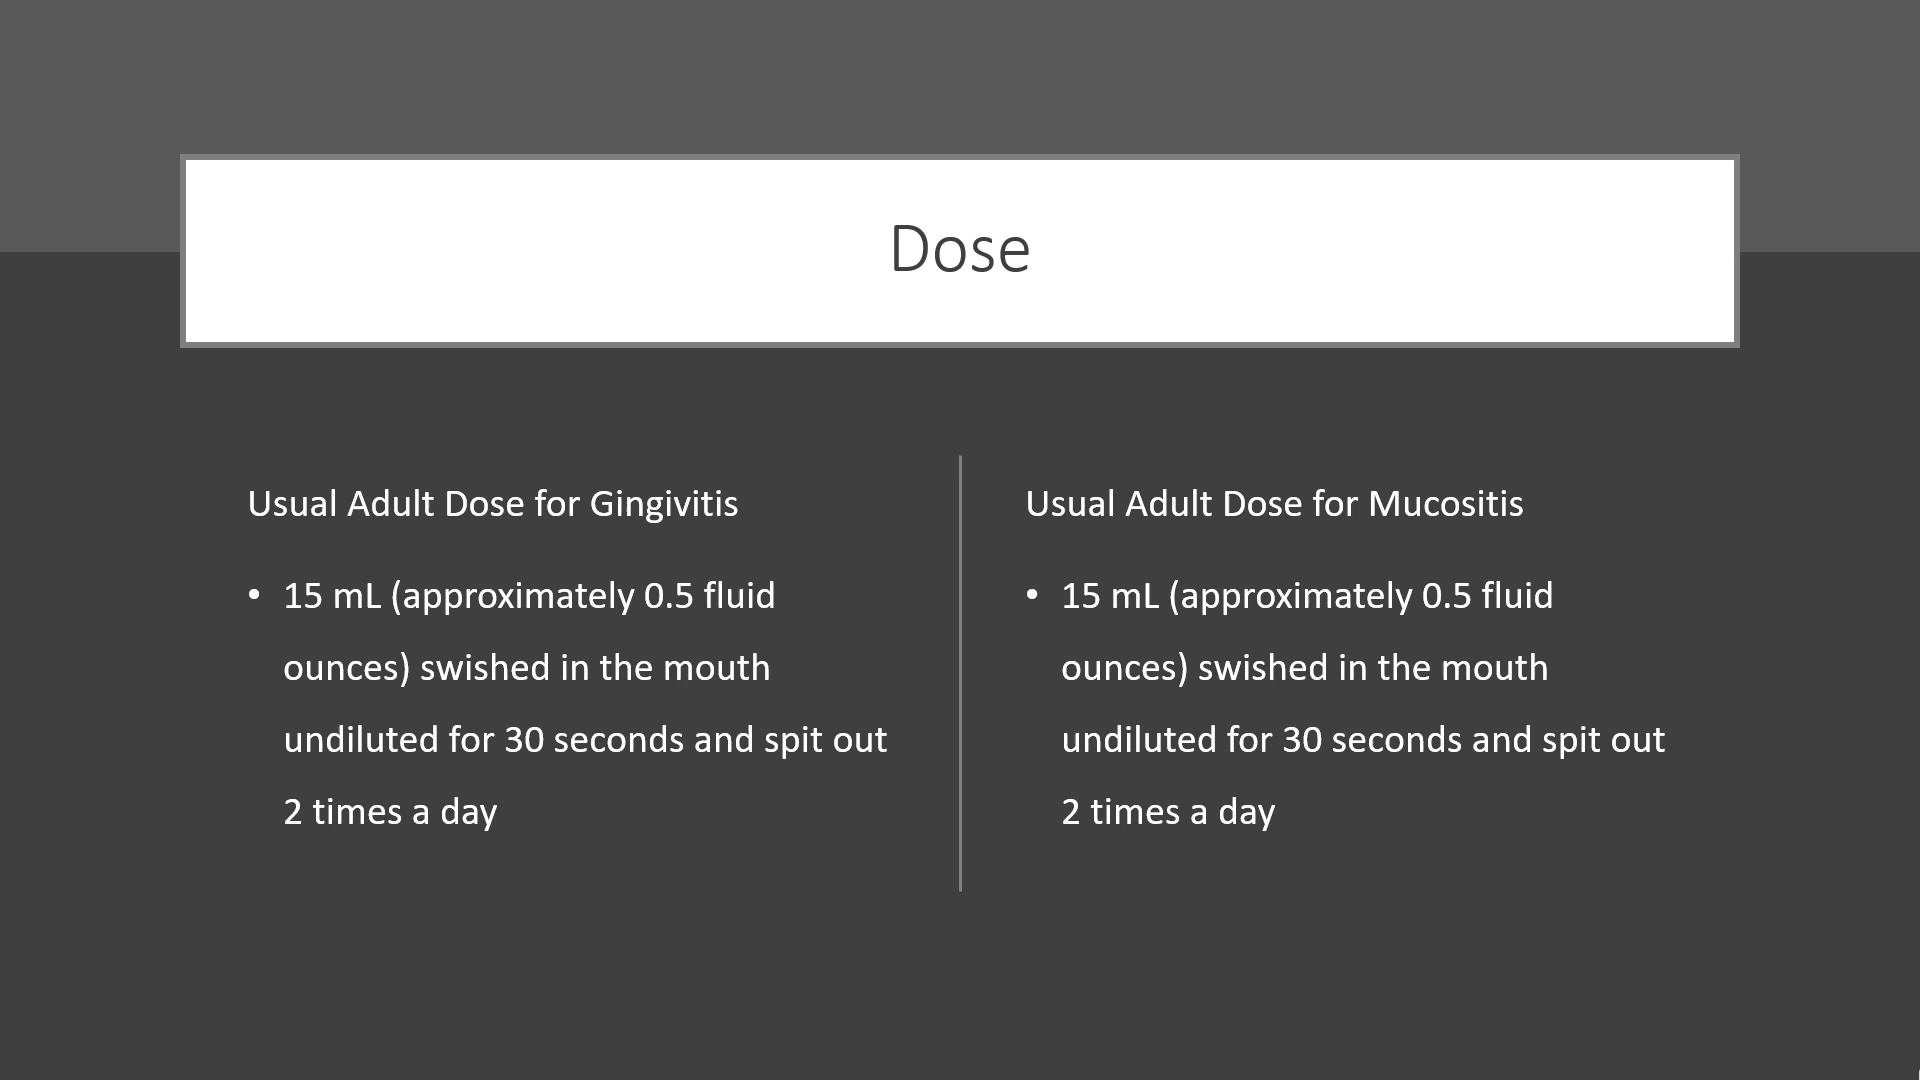 Dose
Usual Adult Dose for Gingivitis
• 15 mL (approximately 0.5 fluid
ounces) swished in the mouth
undiluted for 30 seconds and spit out
2 times a day
Usual Adult Dose for Mucositis
• 15 mL (approximately 0.5 fluid
ounces) swished in the mouth
undiluted for 30 seconds and spit out
2 times a day